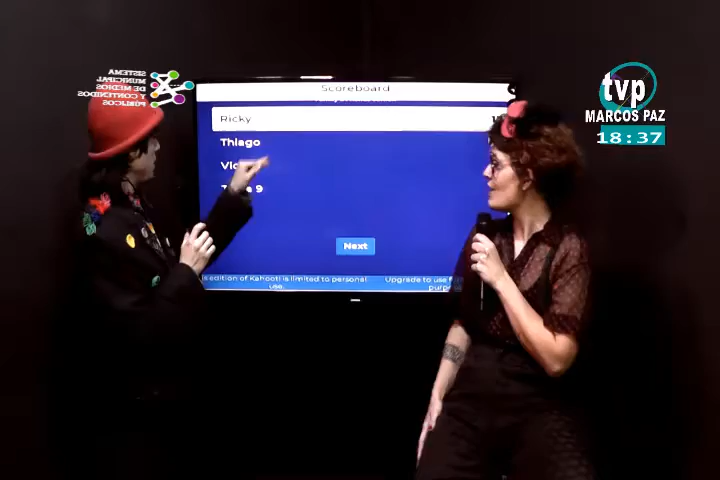 SISTEMA
MUNICIPAL
DE MEDIOS
Y CONTENIDOS
PÚBLICOS
tvp
MARCOS PAZ
18:37
Scoreboard
Ricky
Thiago
9
Next
edition of Kahoot! is limited to personal
use.
Upgrade to use